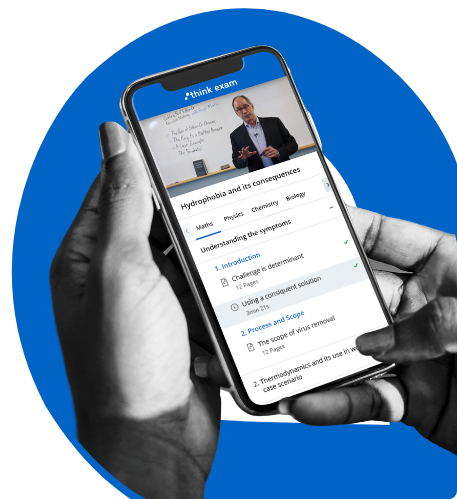 think exam
Hydrophobia and its consequences
Maths Physics Chemistry Biology
Understanding the symptoms
1. Introduction
Challenge is determinant
12 Pages
Using a consiquent solution
3min 21s
2. Process and Scope
The scope of virus removal
12 Pages
2. Thermodynamics and its use in
case scenario